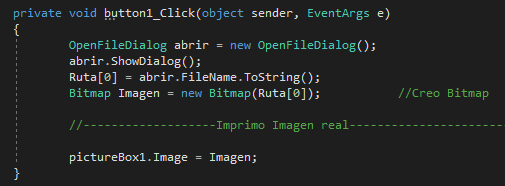 private void button1_Click(object sender, EventArgs e)
{
OpenFileDialog abrir = new OpenFileDialog();
abrir.ShowDialog();
Ruta[0] = abrir.FileName.ToString();
Bitmap Imagen = new Bitmap(Ruta[0]); //Creo Bitmap
//-------------------Imprimo Imagen real----------------------
pictureBox1.Image = Imagen;
}